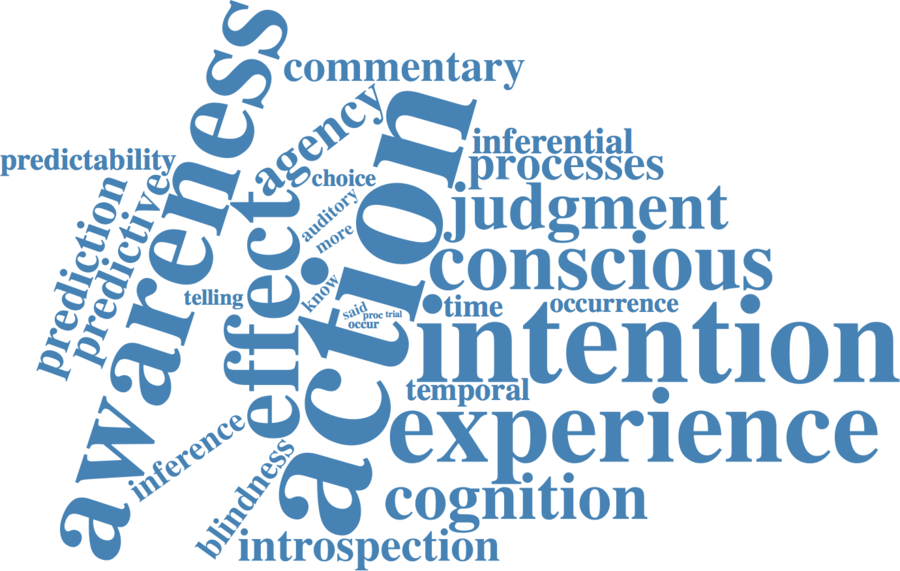 awareness
commentary
agency
action
inferential
predictability
processes
choice
prediction
predictive
auditory
judgment
more
effect
conscious
know
telling
time
occurrence
said
proc
trial
occur
intention
temporal
experience
inference
blindness
cognition
introspection